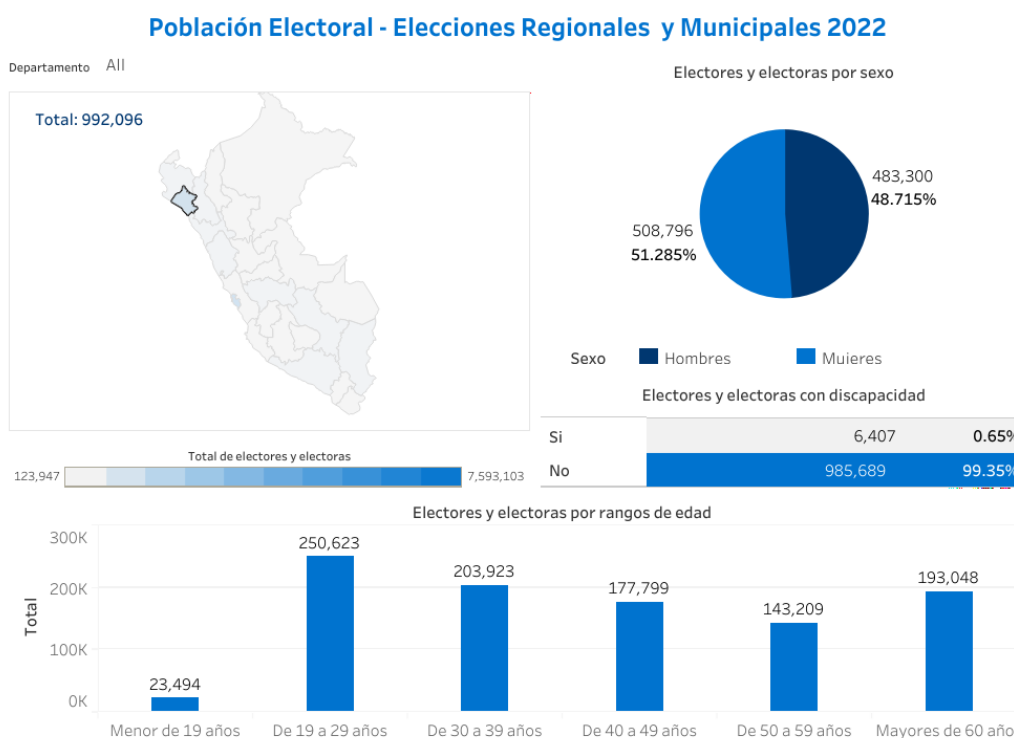 Población Electoral - Elecciones Regionales y Municipales 2022
Departamento All
Total: 992,096
Electores y electoras por sexo
483,300
48.715%
508,796
51.285%
Sexo Hombres Muieres
Electores y electoras con discapacidad
Si 6,407 0.65%
No 985,689 99.35%
Total de electores y electoras
123,947 7,593,103
Electores y electoras por rangos de edad
Total
300K
200K
100K
0K
23,494
250,623
203,923
177,799
143,209
193,048
Menor de 19 años
De 19 a 29 años
De 30 a 39 años
De 40 a 49 años
De 50 a 59 años
Mayores de 60 año